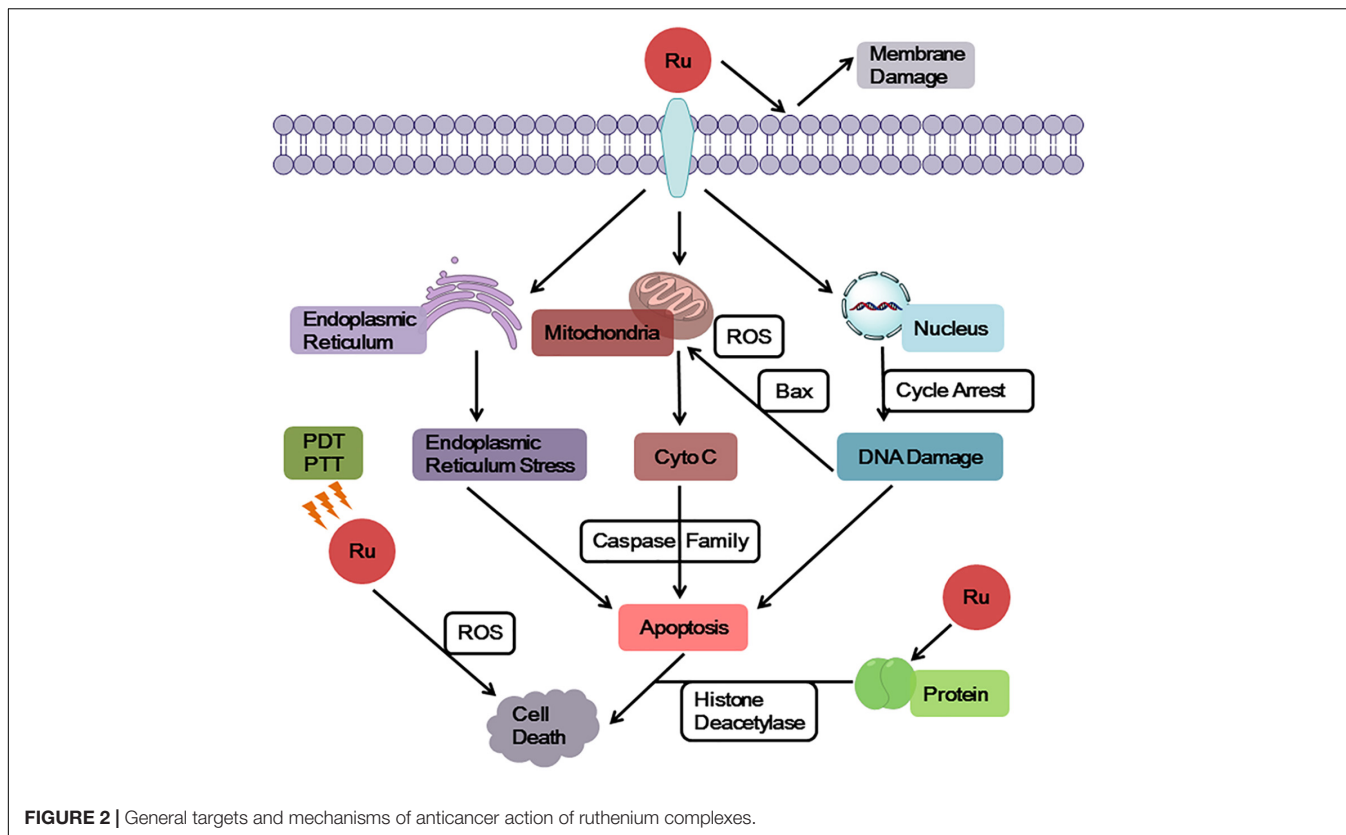 Ru
Membrane
Damage
Endoplasmic
Reticulum
Mitochondria
ROS
Nucleus
Bax
Cycle Arrest
PDT
PTT
Endoplasmic
Reticulum Stress
Cyto C
DNA Damage
Ru
Caspase Family
Ru
ROS
Apoptosis
Protein
Histone
Deacetylase
Cell
Death
FIGURE 2 | General targets and mechanisms of anticancer action of ruthenium complexes.